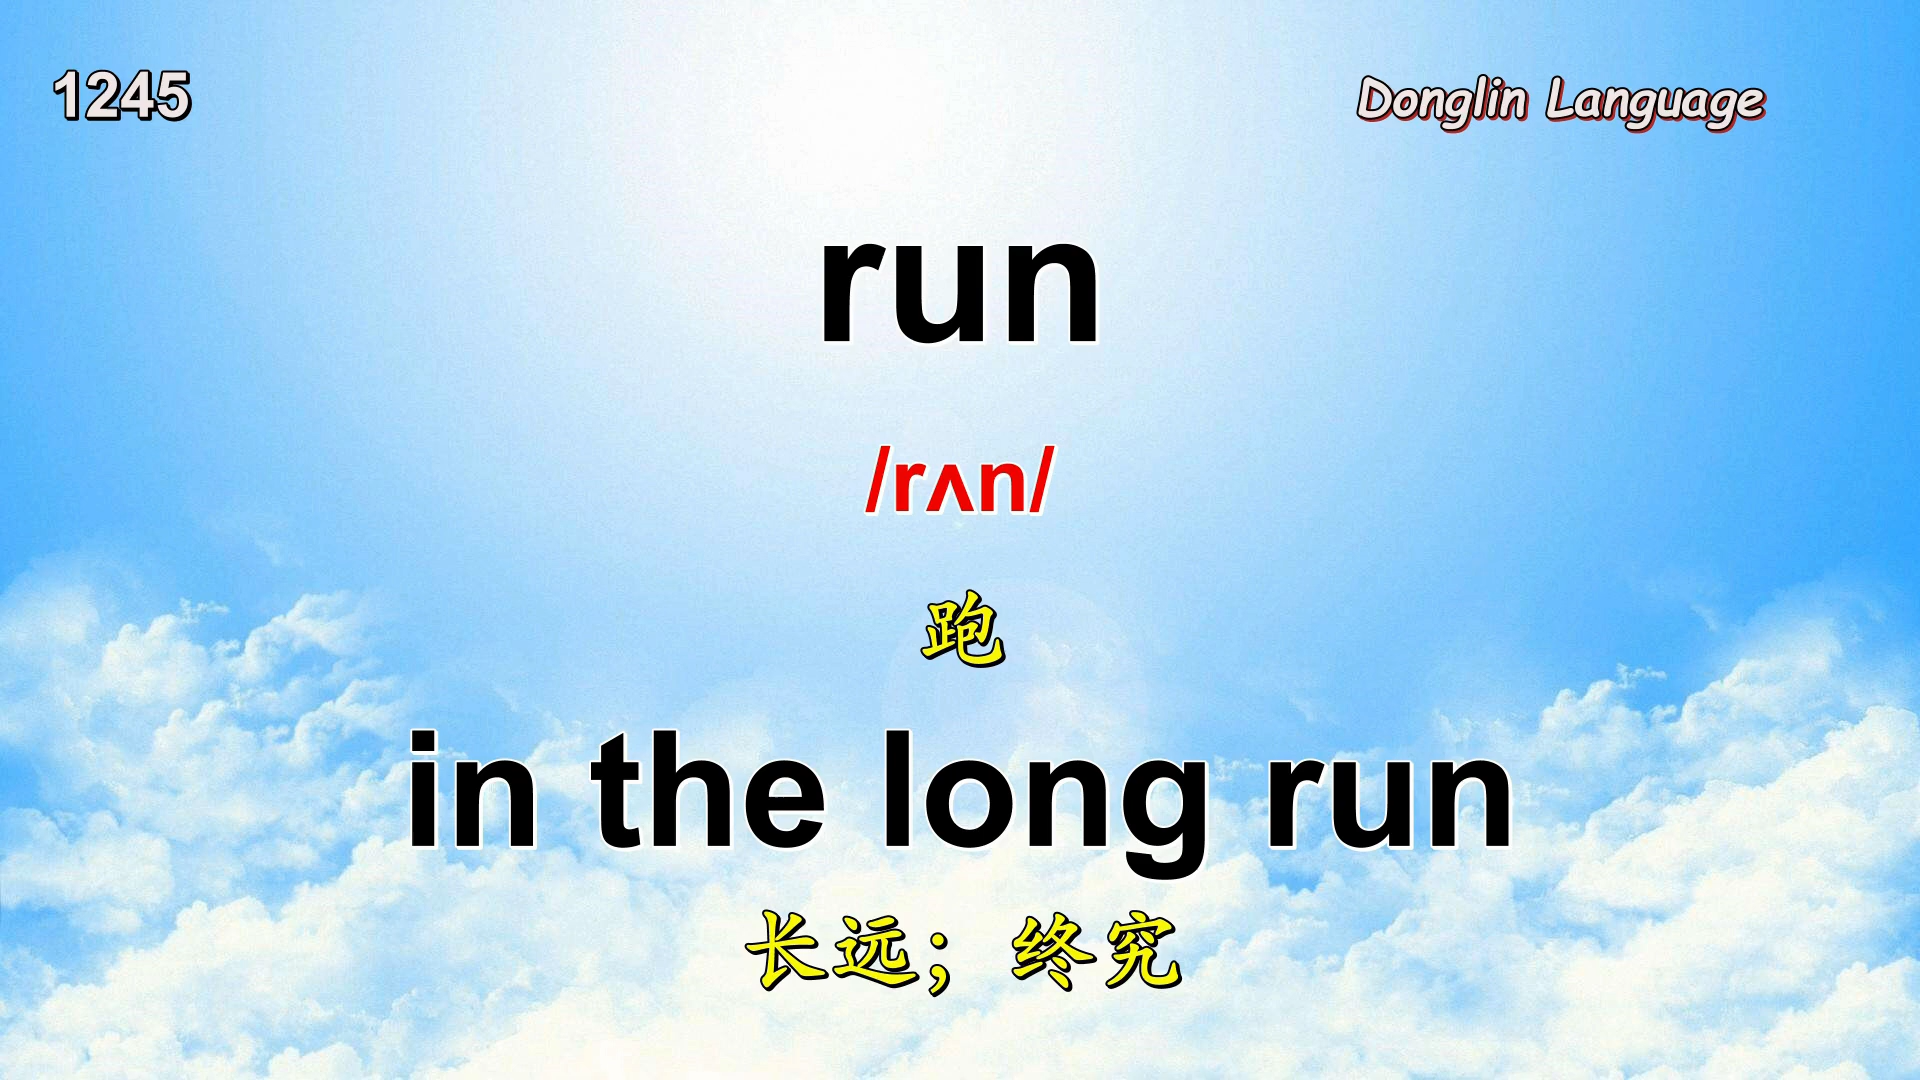 1245
Donglin Language
run
/rʌn/
跑
in the long run
长远；终究